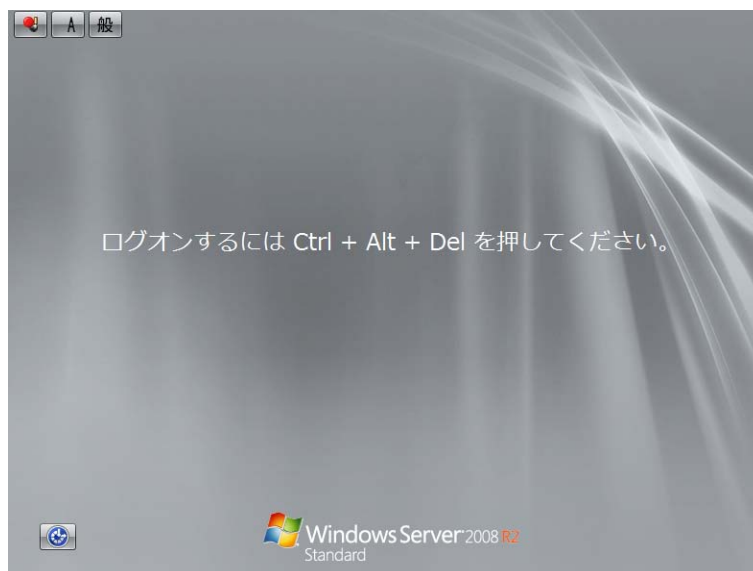 A 般
ログオンするには Ctrl + Alt + Del を押してください。
Windows Server 2008 R2
Standard